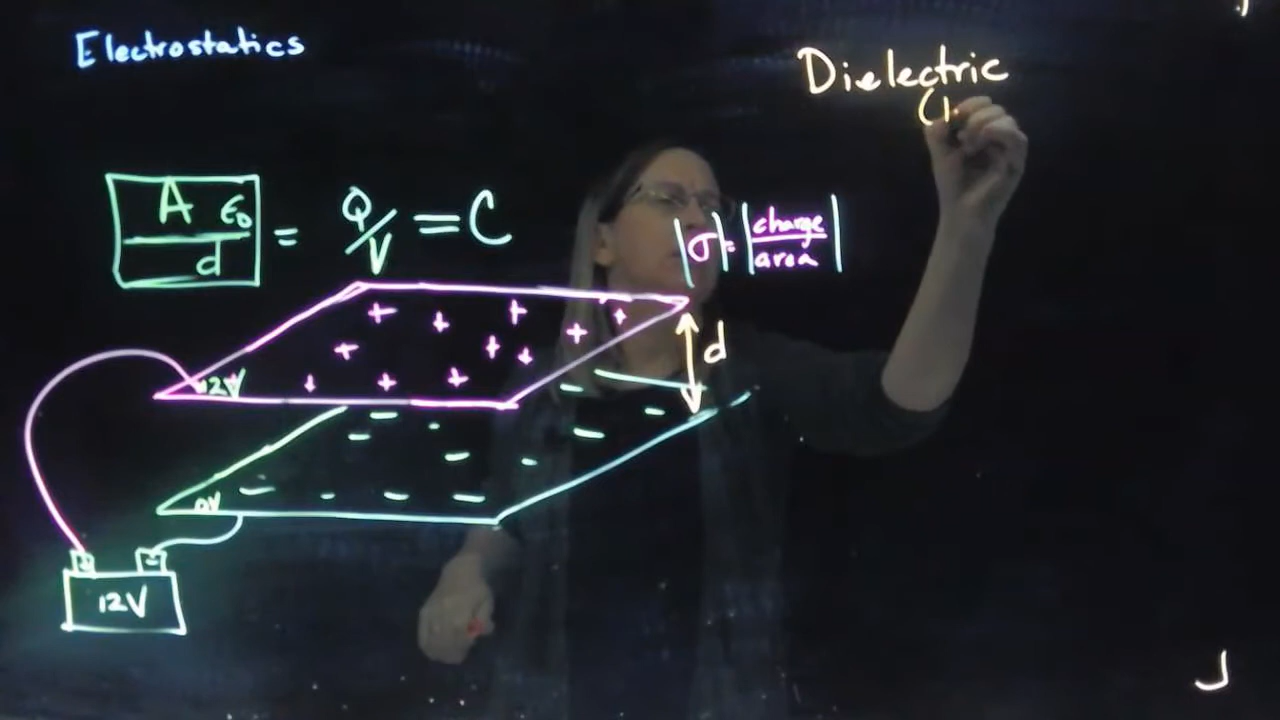 Electrostatics
Dielectric
(
A ε₀ / d = Q/V = C
|σ| = |charge / area|
d
+12V
0V
+ -
12V